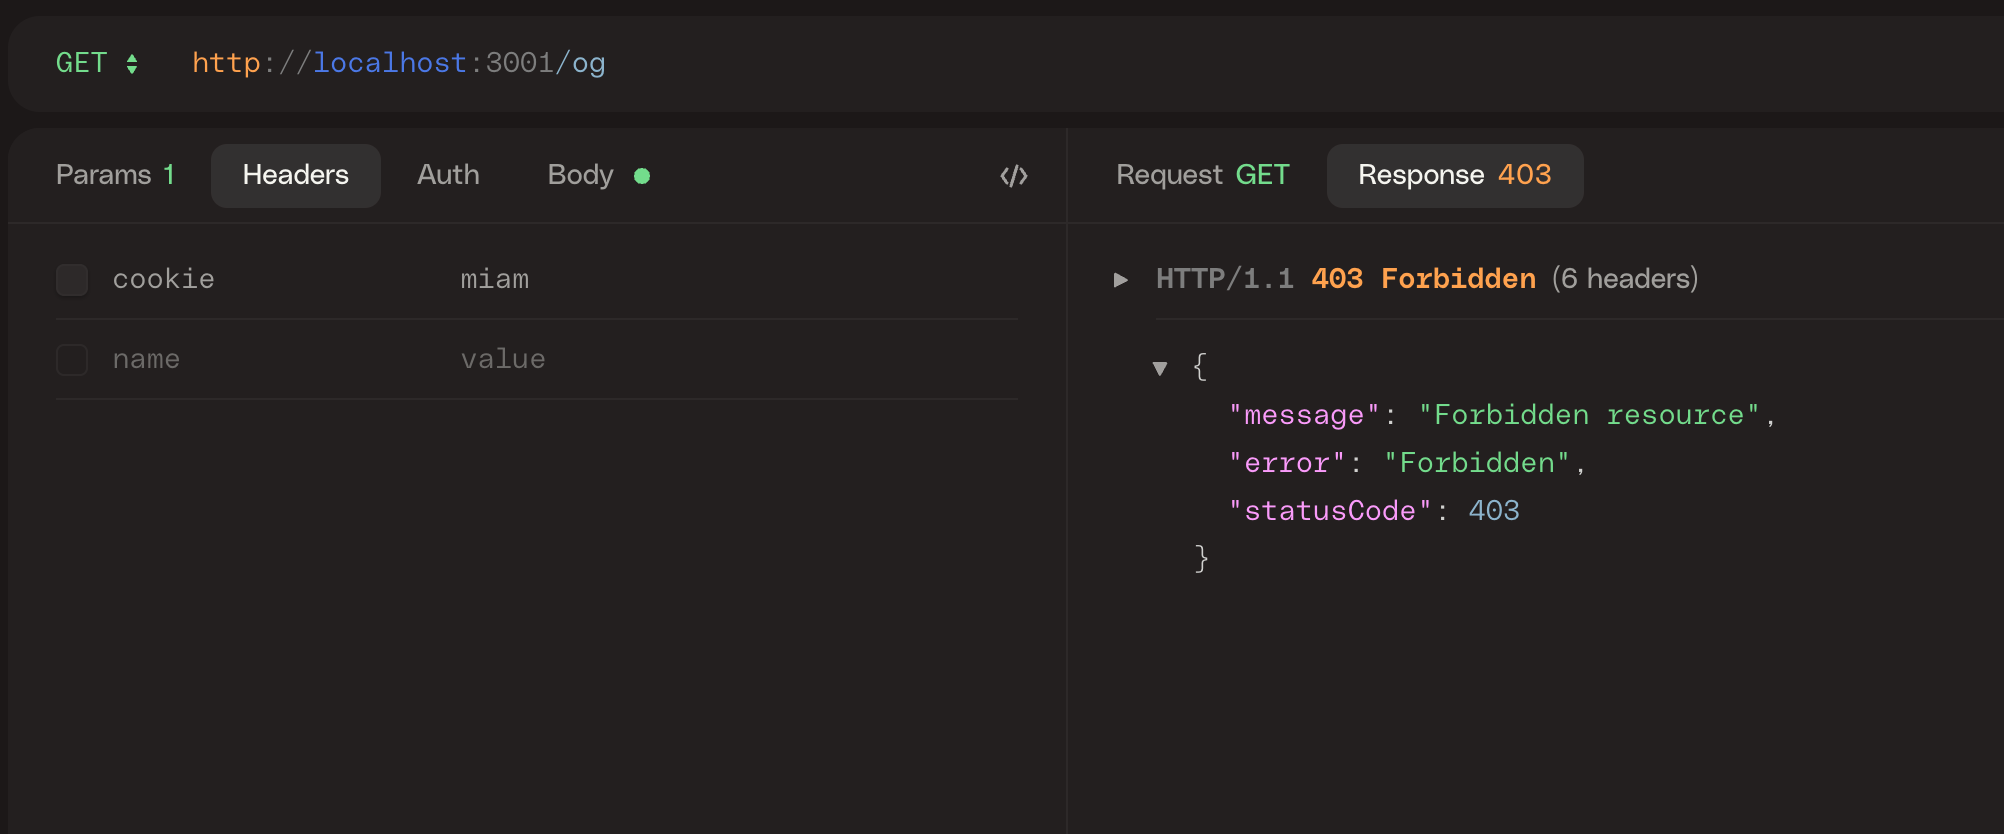 GET http://localhost:3001/og
Params 1 Headers Auth Body </>
cookie miam
name value
Request GET Response 403
HTTP/1.1 403 Forbidden (6 headers)
{
"message": "Forbidden resource",
"error": "Forbidden",
"statusCode": 403
}